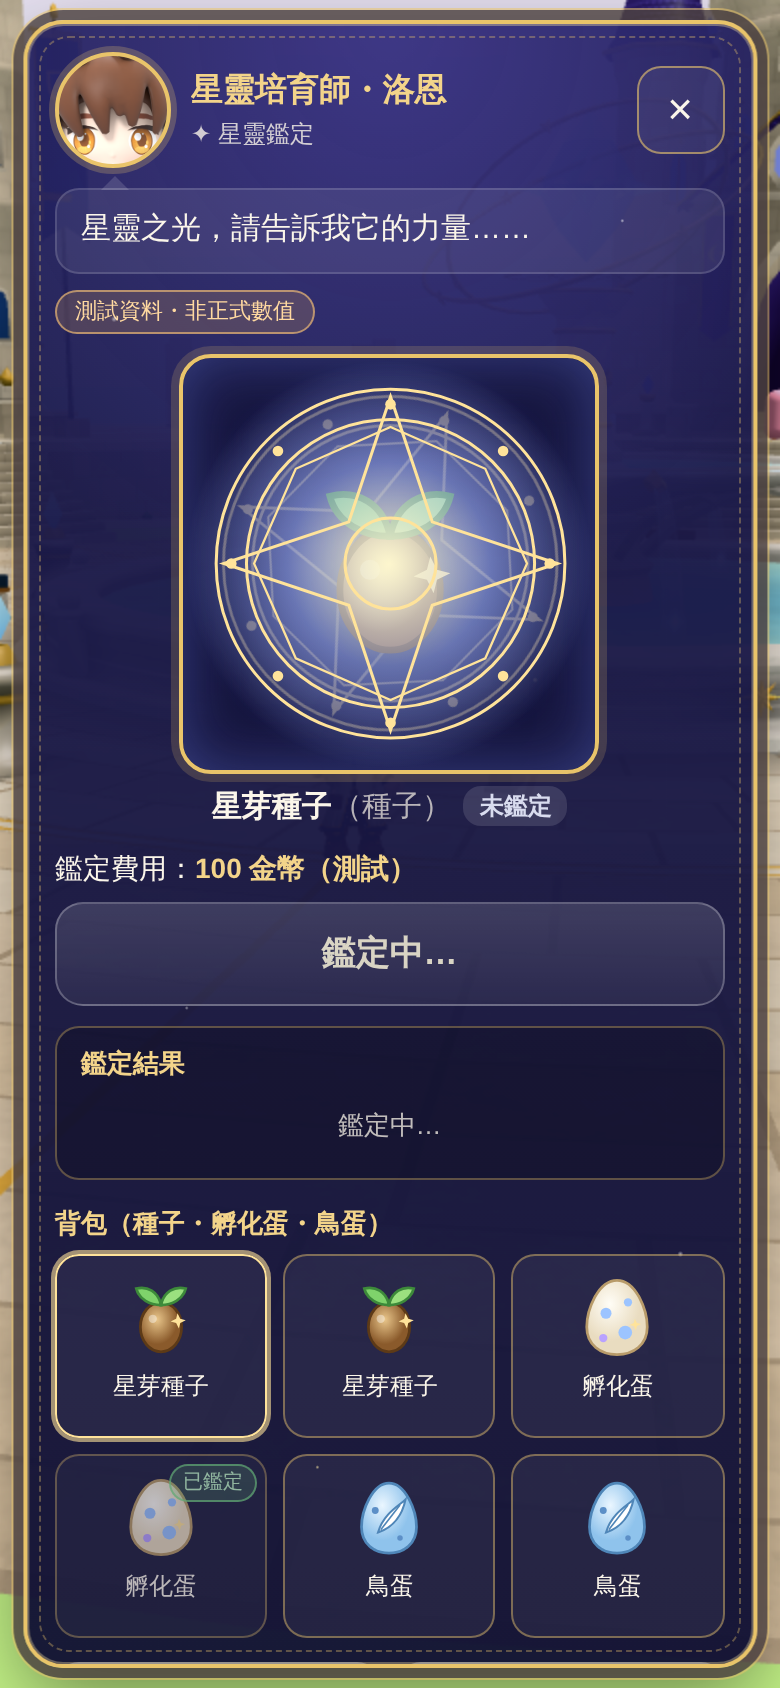 星靈培育師・洛恩
✦ 星靈鑑定
×
星靈之光，請告訴我它的力量……
測試資料・非正式數值
星芽種子（種子） 未鑑定
鑑定費用：100 金幣（測試）
鑑定中…
鑑定結果
鑑定中…
背包（種子・孵化蛋・鳥蛋）
星芽種子
星芽種子
孵化蛋
已鑑定
孵化蛋
鳥蛋
鳥蛋